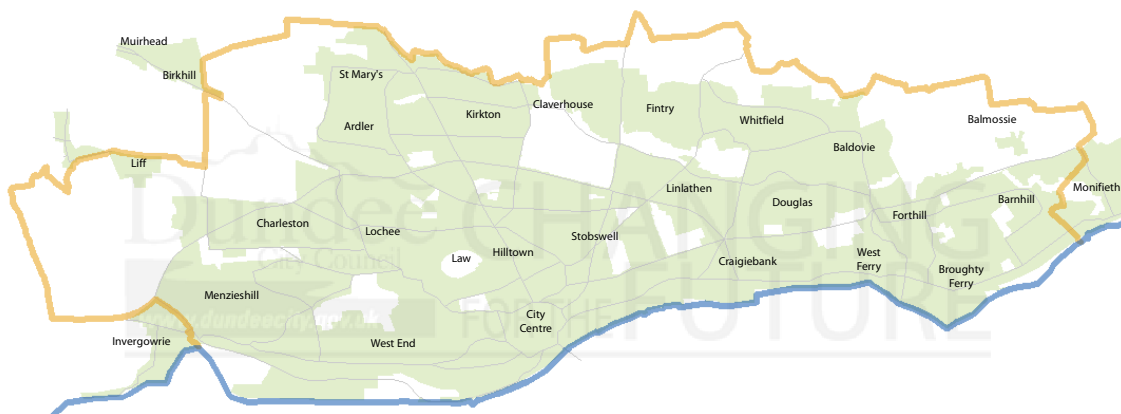 Muirhead
Birkhill
St Mary's
Claverhouse
Kirkton
Fintry
Ardler
Whitfield
Balmossie
Baldovie
Liff
Linlathen
Monifieth
Douglas
Barnhill
Forthill
Charleston
Lochee
Stobswell
Hilltown
Law
Craigiebank
West
Ferry
Broughty
Ferry
Menzieshill
City
Centre
Invergowrie
West End
Dundee
City Council
www.dundeecity.gov.uk
CHANGING
FOR THE
FUTURE